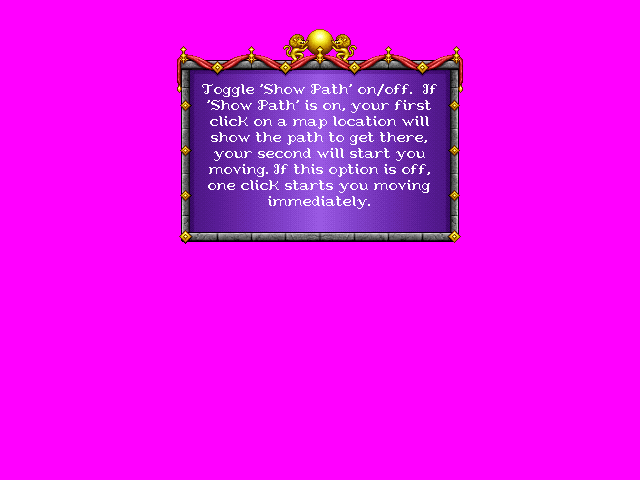 Toggle 'Show Path' on/off.  If
'Show Path' is on, your first
click on a map location will
show the path to get there,
your second will start you
moving. If this option is off,
one click starts you moving
immediately.